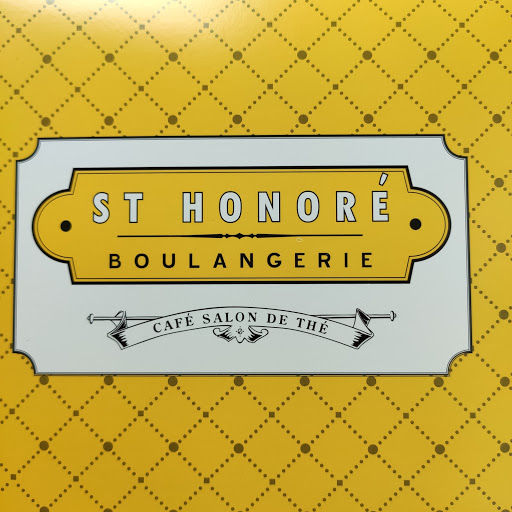 ST HONORÉ
BOULANGERIE
CAFÉ SALON DE THÉ